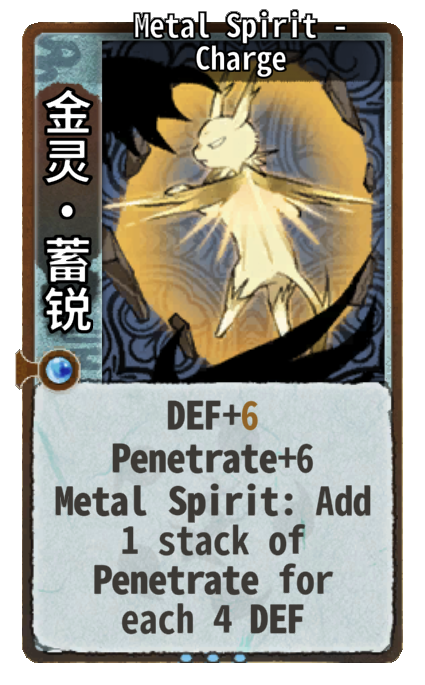 Metal Spirit -
Charge
金灵·蓄锐
DEF+6
Penetrate+6
Metal Spirit: Add
1 stack of
Penetrate for
each 4 DEF